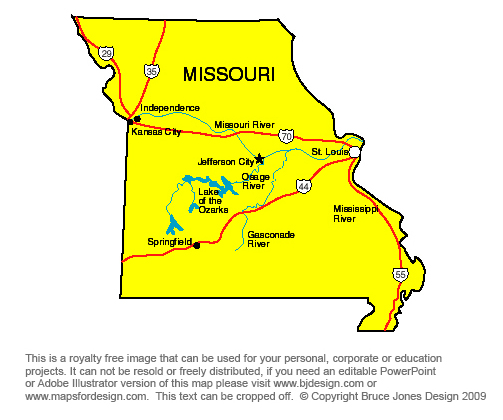 29
35
MISSOURI
Independence
Kansas City
Missouri River
70
St. Louis
Jefferson City
Osage
River
44
Lake
of the
Ozarks
Mississippi
River
Springfield
Gasconade
River
55
This is a royalty free image that can be used for your personal, corporate or education
projects. It can not be resold or freely distributed, if you need an editable PowerPoint
or Adobe Illustrator version of this map please visit www.bjdesign.com or
www.mapsfordesign.com.  This text can be cropped off.  © Copyright Bruce Jones Design 2009